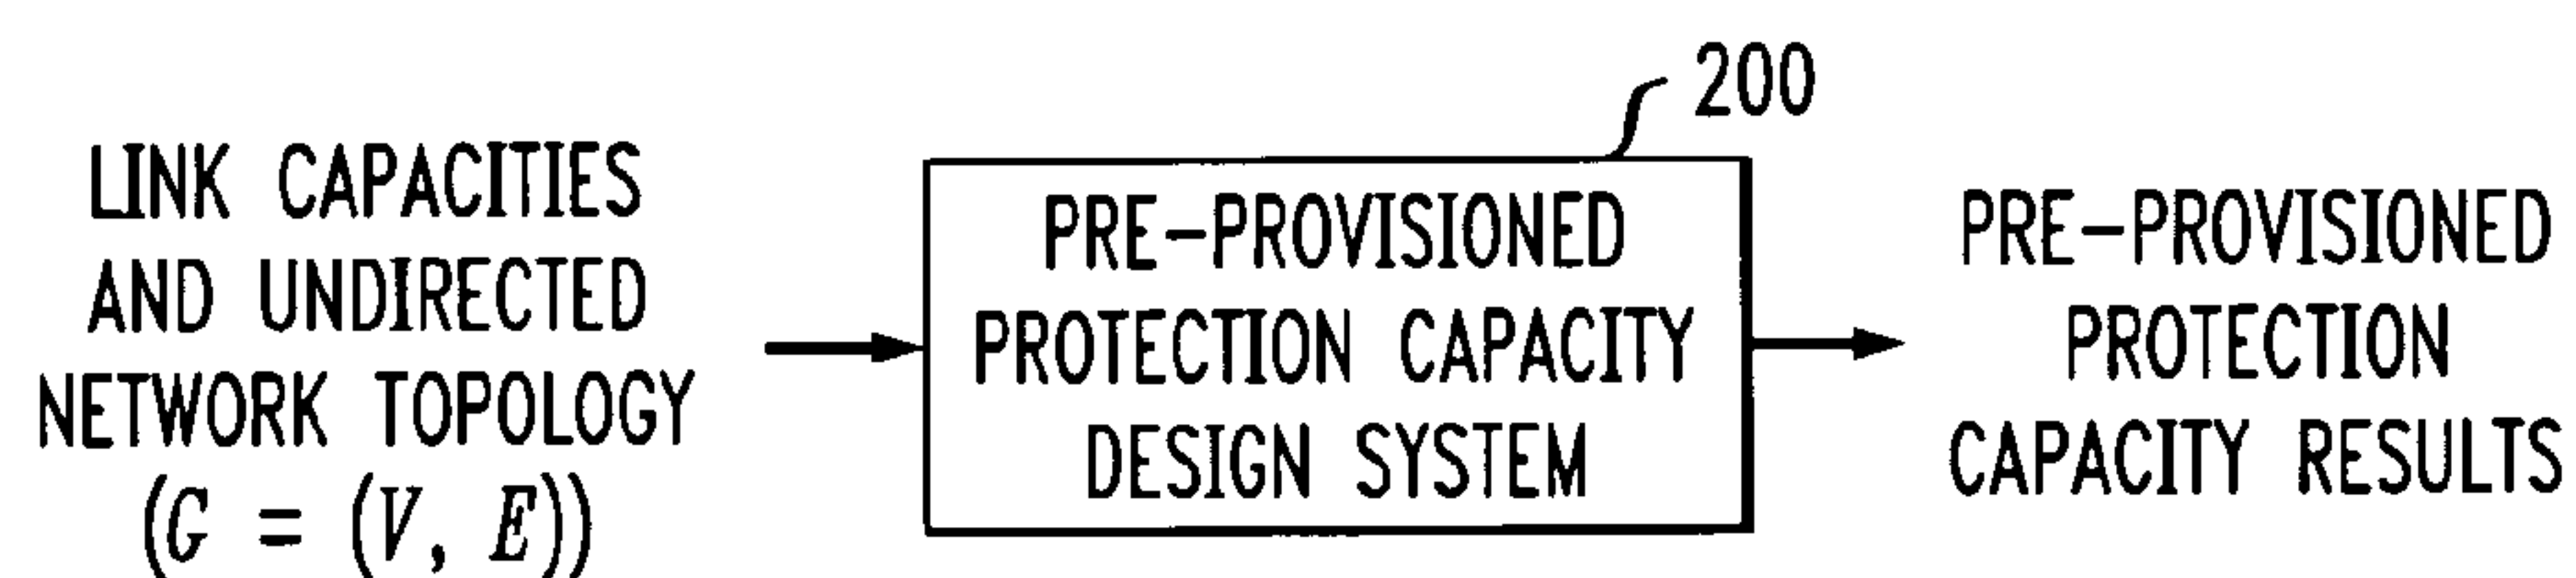 200
LINK CAPACITIES
AND UNDIRECTED
NETWORK TOPOLOGY
(G = (V, E))
PRE-PROVISIONED
PROTECTION CAPACITY
DESIGN SYSTEM
PRE-PROVISIONED
PROTECTION
CAPACITY RESULTS